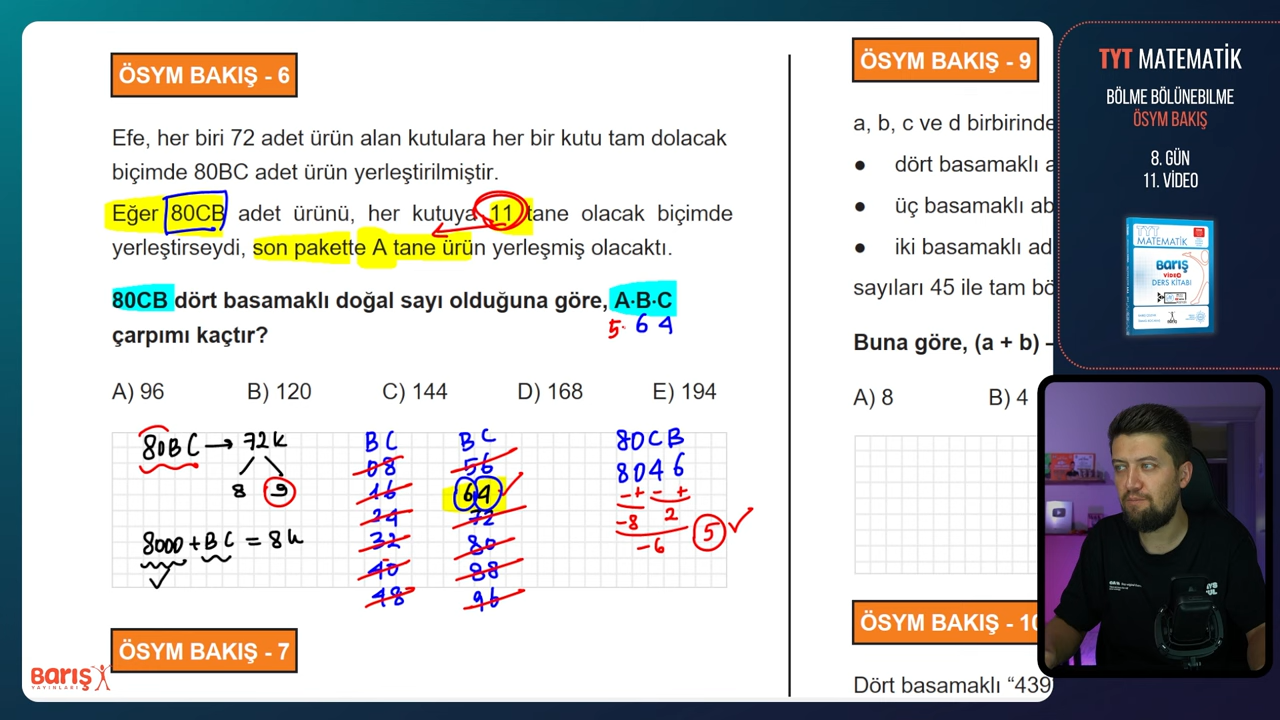 ÖSYM BAKIŞ - 6
Efe, her biri 72 adet ürün alan kutulara her bir kutu tam dolacak
biçimde 80BC adet ürün yerleştirilmiştir.
Eğer 80CB adet ürünü, her kutuya 11 tane olacak biçimde
yerleştirseydi, son pakette A tane ürün yerleşmiş olacaktı.
80CB dört basamaklı doğal sayı olduğuna göre, A·B·C
5· 6 4
çarpımı kaçtır?
A) 96 B) 120 C) 144 D) 168 E) 194
80BC → 72k
8 9
8000 + BC = 8k
BC
08
16
24
32
40
48
BC
56
64
72
80
88
96
80CB
8046
-+-+
-8 2
-6 5
ÖSYM BAKIŞ - 7
BARIŞ
YAYINLARI
ÖSYM BAKIŞ - 9
a, b, c ve d birbirinde
● dört basamaklı a
● üç basamaklı ab
● iki basamaklı ad
sayıları 45 ile tam bö
Buna göre, (a + b) –
A) 8 B) 4
ÖSYM BAKIŞ - 10
Dört basamaklı “439
TYT MATEMATİK
BÖLME BÖLÜNEBILME
ÖSYM BAKIŞ
8. GÜN
11. VİDEO
TYT
MATEMATİK
BARIŞ
VİDEO
DERS KİTABI